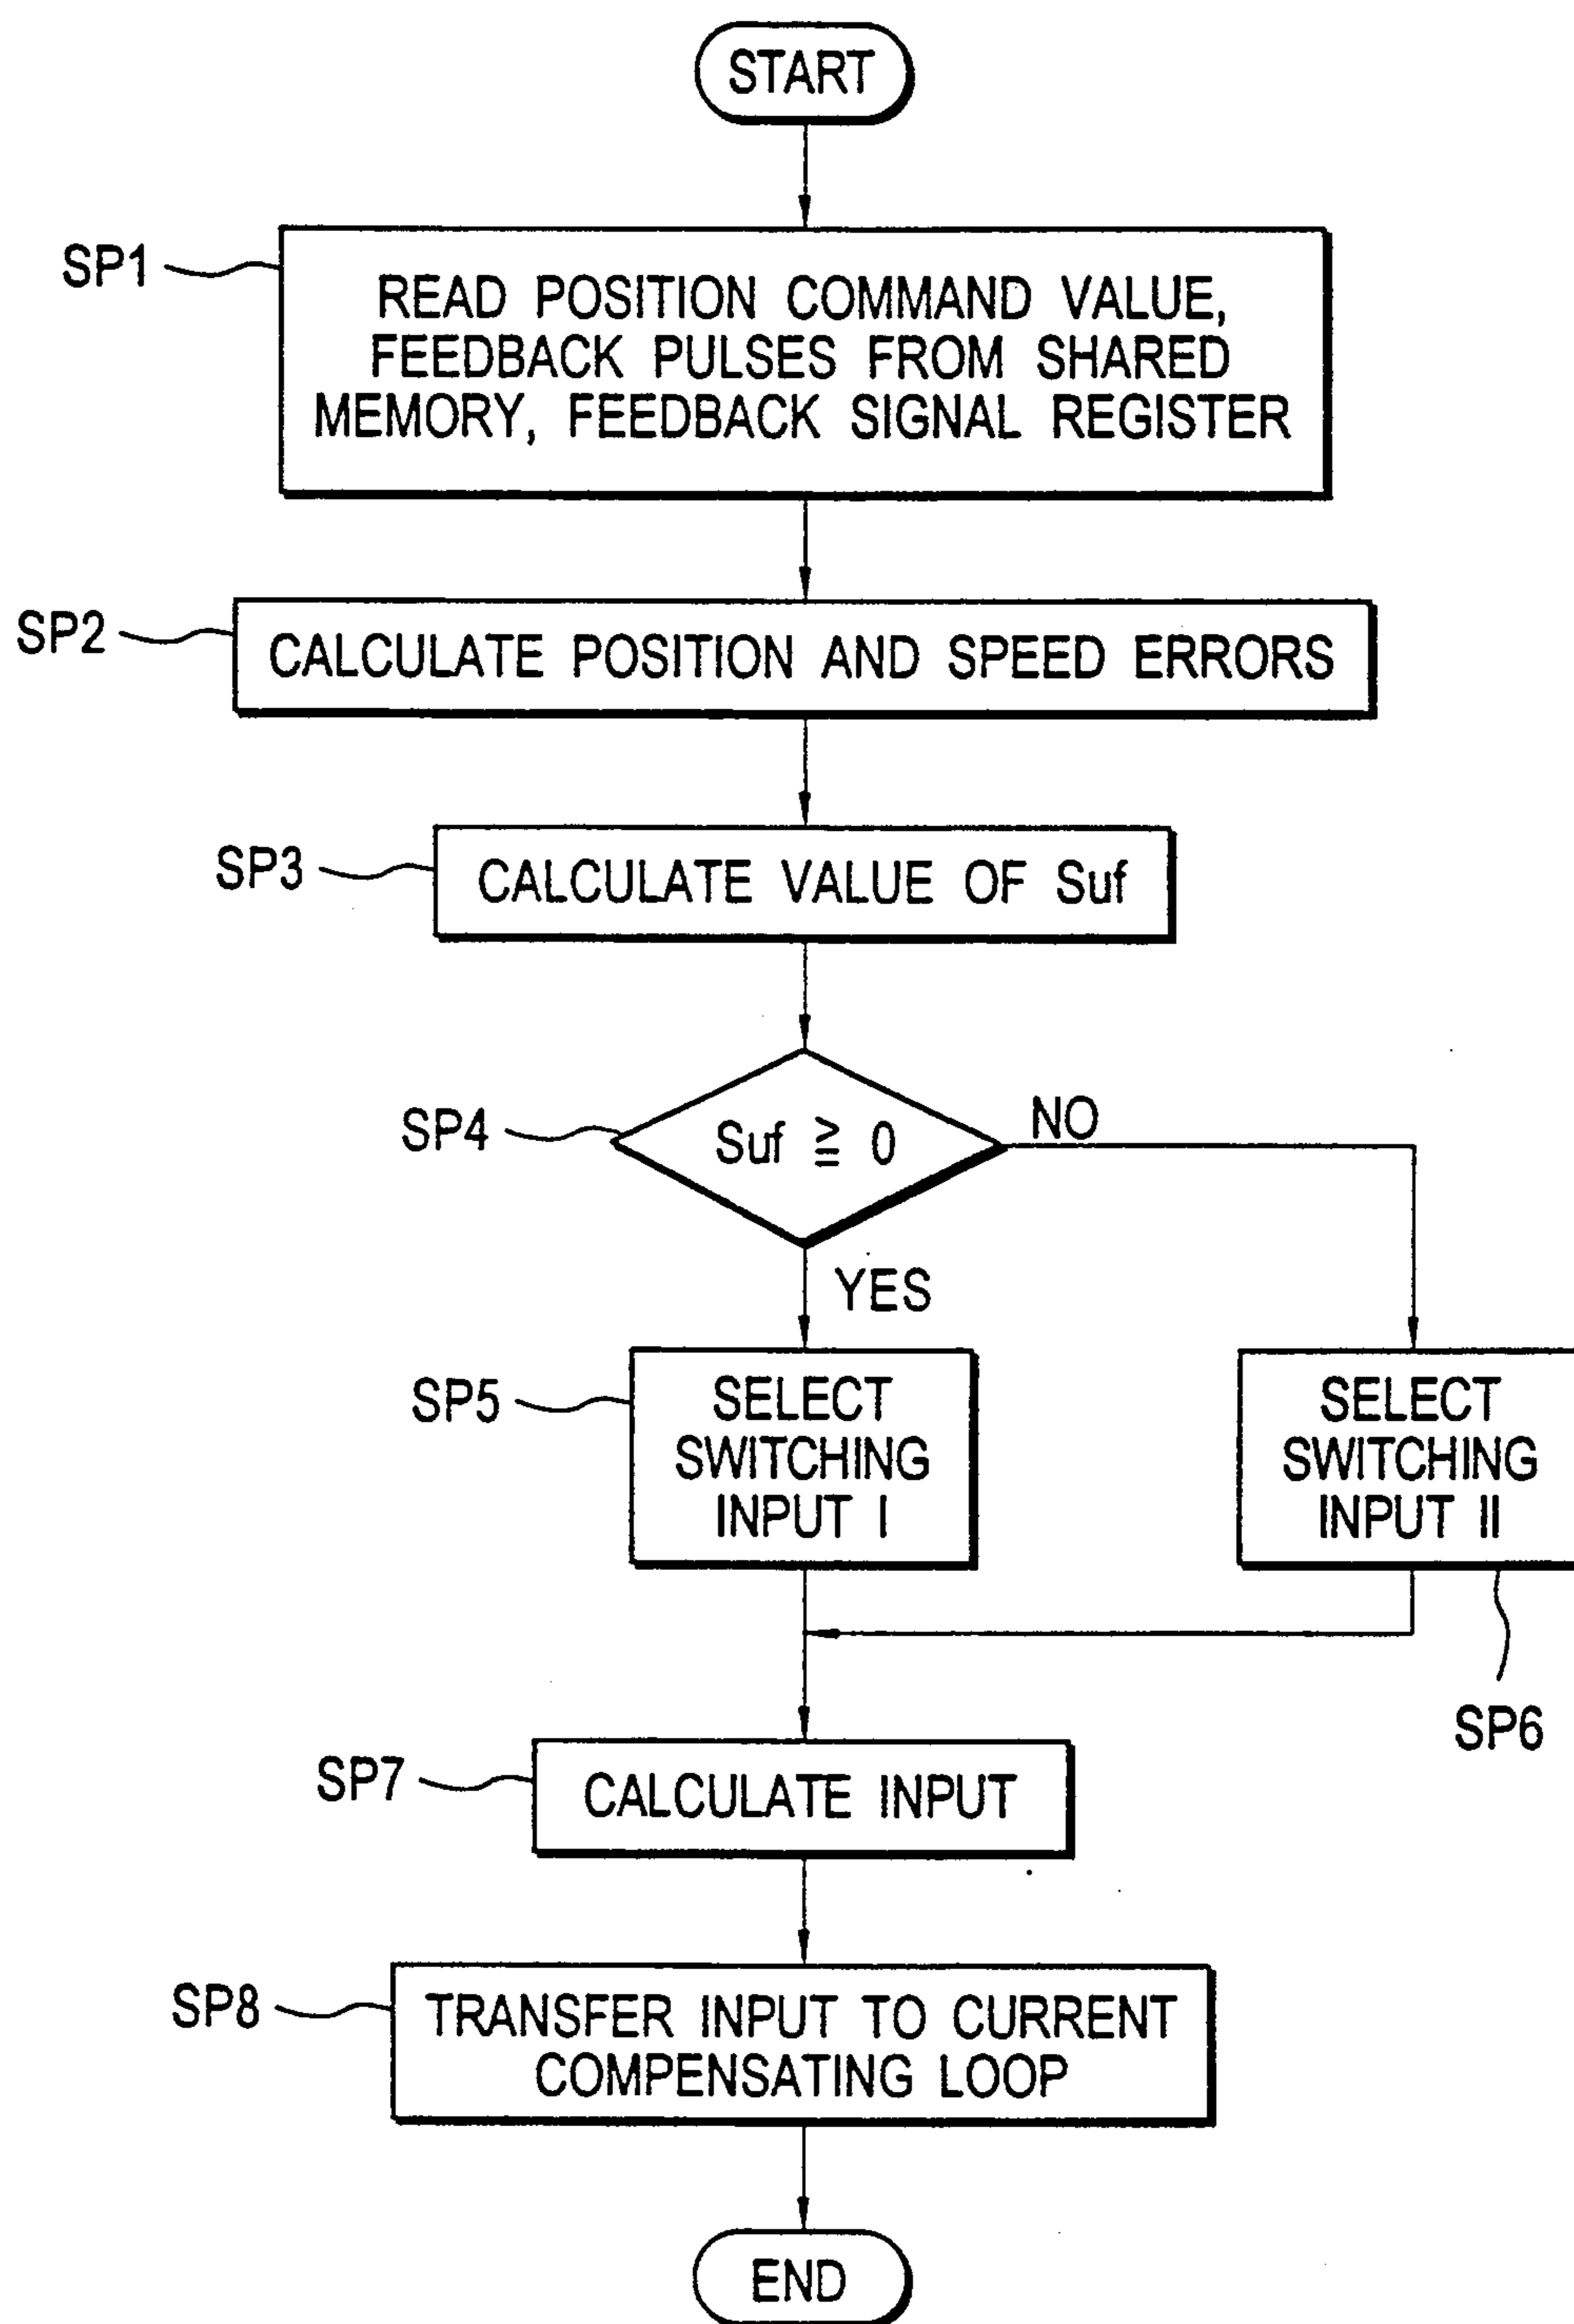 START
SP1
READ POSITION COMMAND VALUE,
FEEDBACK PULSES FROM SHARED
MEMORY, FEEDBACK SIGNAL REGISTER
SP2
CALCULATE POSITION AND SPEED ERRORS
SP3
CALCULATE VALUE OF Suf
SP4
Suf ≧ 0
NO
YES
SP5
SELECT
SWITCHING
INPUT I
SELECT
SWITCHING
INPUT II
SP6
SP7
CALCULATE INPUT
SP8
TRANSFER INPUT TO CURRENT
COMPENSATING LOOP
END